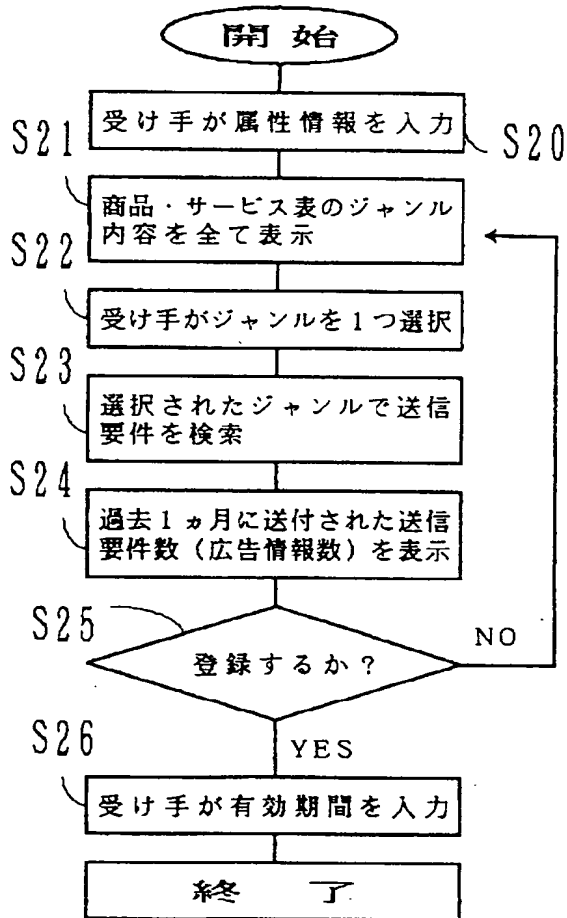 開 始
受け手が属性情報を入力
S20
S21
商品・サービス表のジャンル
内容を全て表示
S22
受け手がジャンルを1つ選択
S23
選択されたジャンルで送信
要件を検索
S24
過去1ヵ月に送付された送信
要件数(広告情報数)を表示
S25
登録するか?
NO
YES
S26
受け手が有効期間を入力
終 了